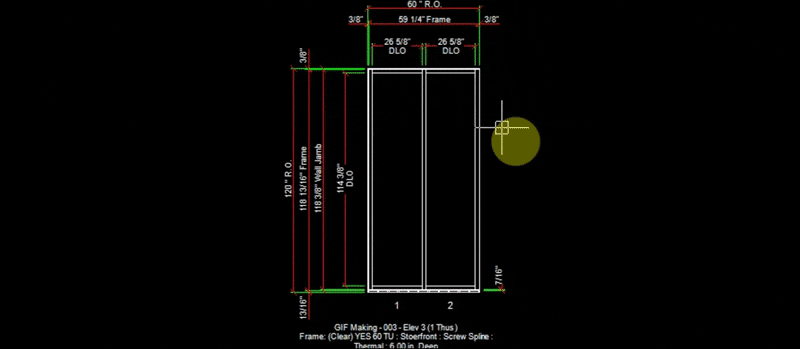 60 " R.O.
3/8" 59 1/4" Frame 3/8"
26 5/8" 26 5/8"
DLO DLO
3/8"
120 " R.O.
118 13/16" Frame
118 3/8" Wall Jamb
114 3/8"
DLO
7/16"
13/16"
1 2
GIF Making - 003 - Elev 3 (1 Thus )
Frame: (Clear) YES 60 TU : Stoerfront : Screw Spline :
Thermal : 6.00 in. Deep